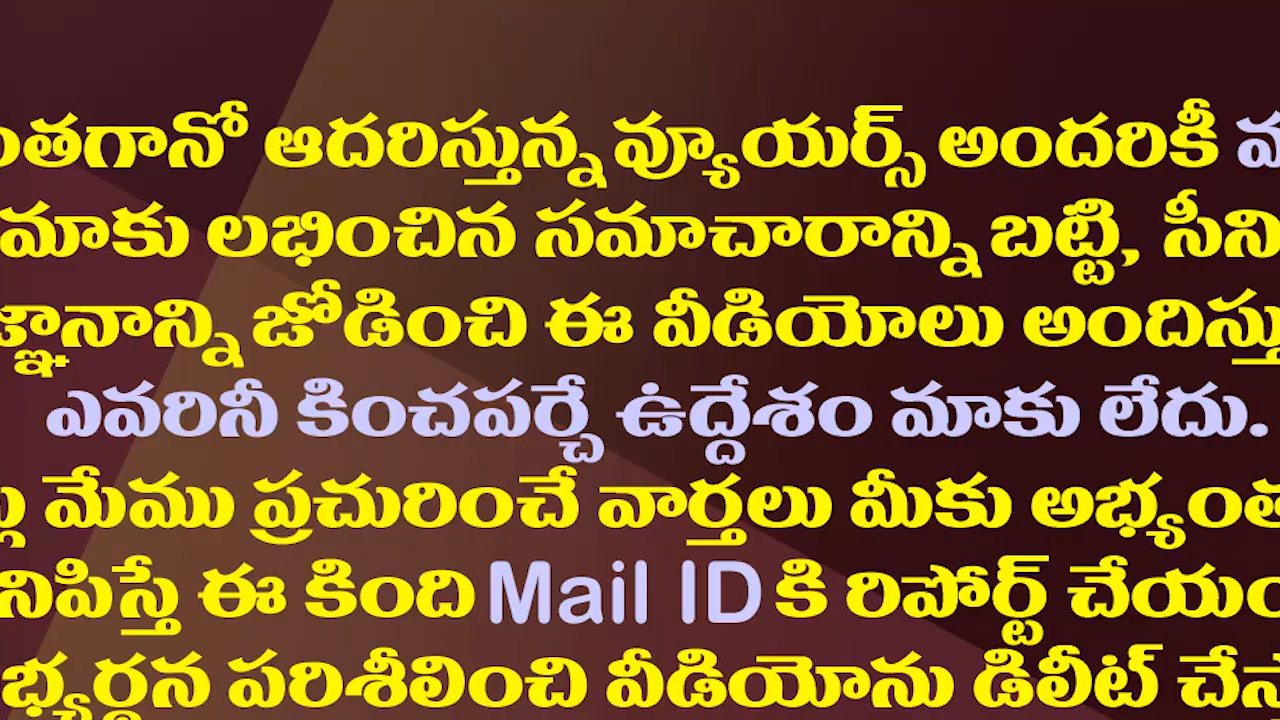 ఆదరిస్తున్న వ్యూయర్స్ అందరికీ
మాకు లభించిన సమాచారాన్ని బట్టి,
జోడించి ఈ వీడియోలు
ఎవరినీ కించపర్చే ఉద్దేశం మాకు లేదు.
మేము ప్రచురించే వార్తలు మీకు
ఈ కింది Mail ID కి రిపోర్ట్
పరిశీలించి వీడియోను డిలీట్